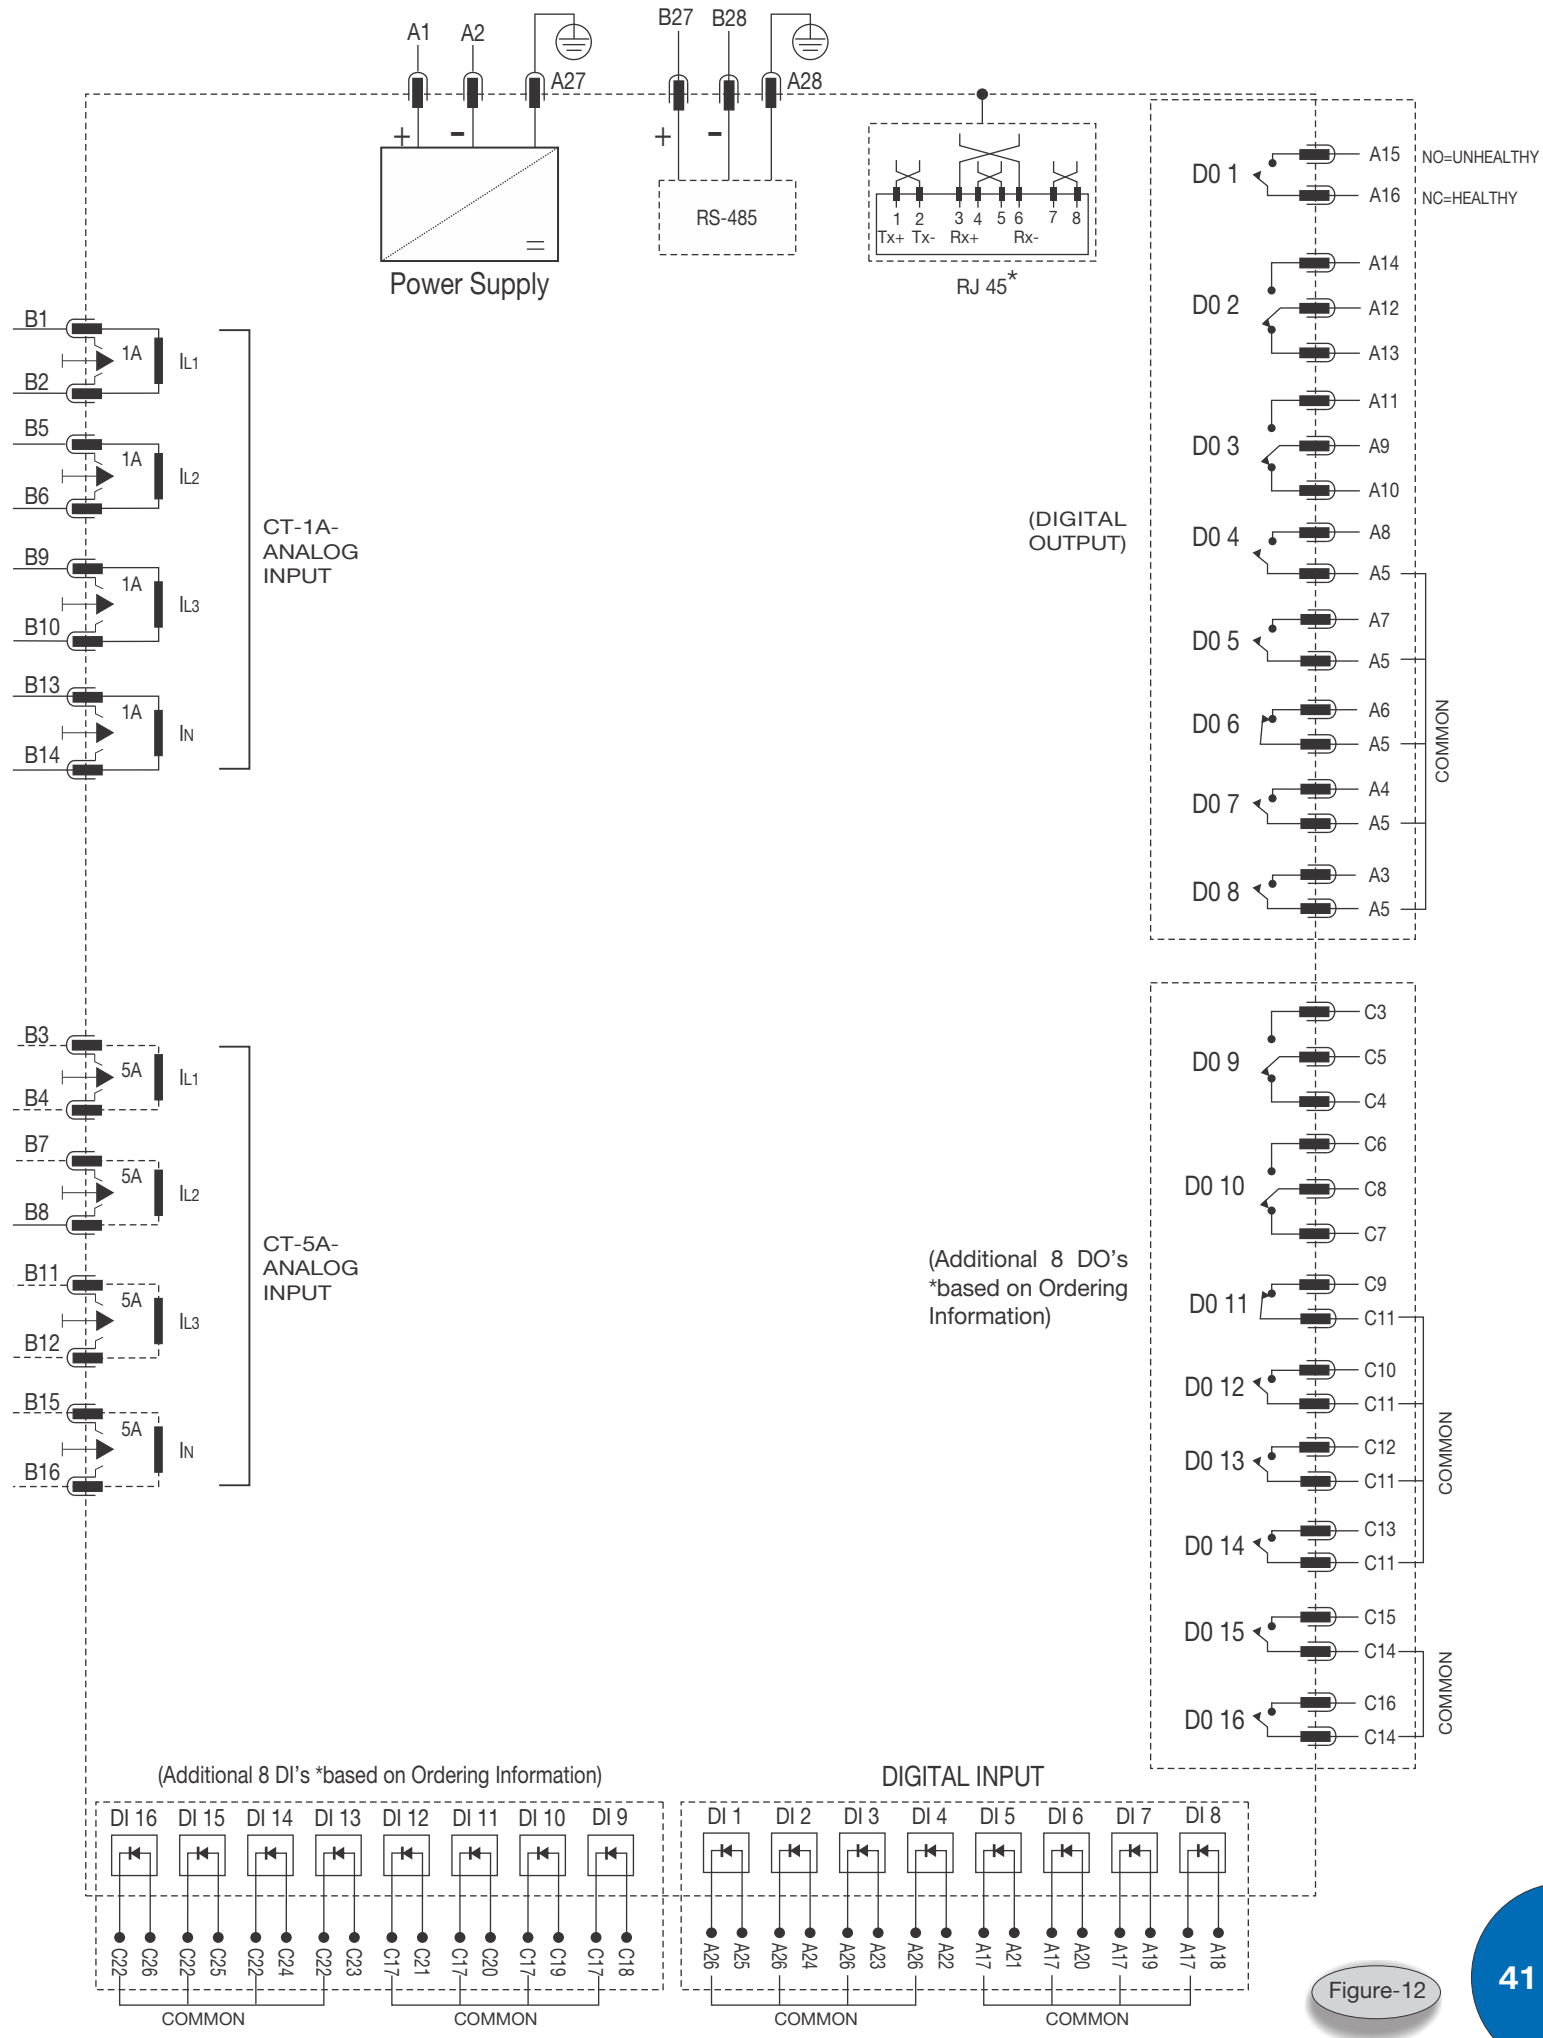 A1
A2
A27
B27
B28
A28
+
-
+
-
Power Supply
RS-485
1 2 3 4 5 6 7 8
Tx+ Tx- Rx+ Rx-
RJ 45*
B1
1A
IL1
B2
B5
1A
IL2
B6
B9
1A
IL3
B10
B13
1A
IN
B14
CT-1A-
ANALOG
INPUT
B3
5A
IL1
B4
B7
5A
IL2
B8
B11
5A
IL3
B12
B15
5A
IN
B16
CT-5A-
ANALOG
INPUT
(DIGITAL
OUTPUT)
D0 1
A15 NO=UNHEALTHY
A16 NC=HEALTHY
D0 2
A14
A12
A13
D0 3
A11
A9
A10
D0 4
A8
A5
D0 5
A7
A5
D0 6
A6
A5
D0 7
A4
A5
D0 8
A3
A5
COMMON
(Additional 8 DO's
*based on Ordering
Information)
D0 9
C3
C5
C4
D0 10
C6
C8
C7
D0 11
C9
C11
D0 12
C10
C11
D0 13
C12
C11
D0 14
C13
C11
COMMON
D0 15
C15
C14
D0 16
C16
C14
COMMON
(Additional 8 DI's *based on Ordering Information)
DI 16 DI 15 DI 14 DI 13 DI 12 DI 11 DI 10 DI 9
C22 C26 C22 C25 C22 C24 C22 C23 C17 C21 C17 C20 C17 C19 C17 C18
COMMON COMMON
DIGITAL INPUT
DI 1 DI 2 DI 3 DI 4 DI 5 DI 6 DI 7 DI 8
A26 A25 A26 A24 A26 A23 A26 A22 A17 A21 A17 A20 A17 A19 A17 A18
COMMON COMMON
Figure-12
41